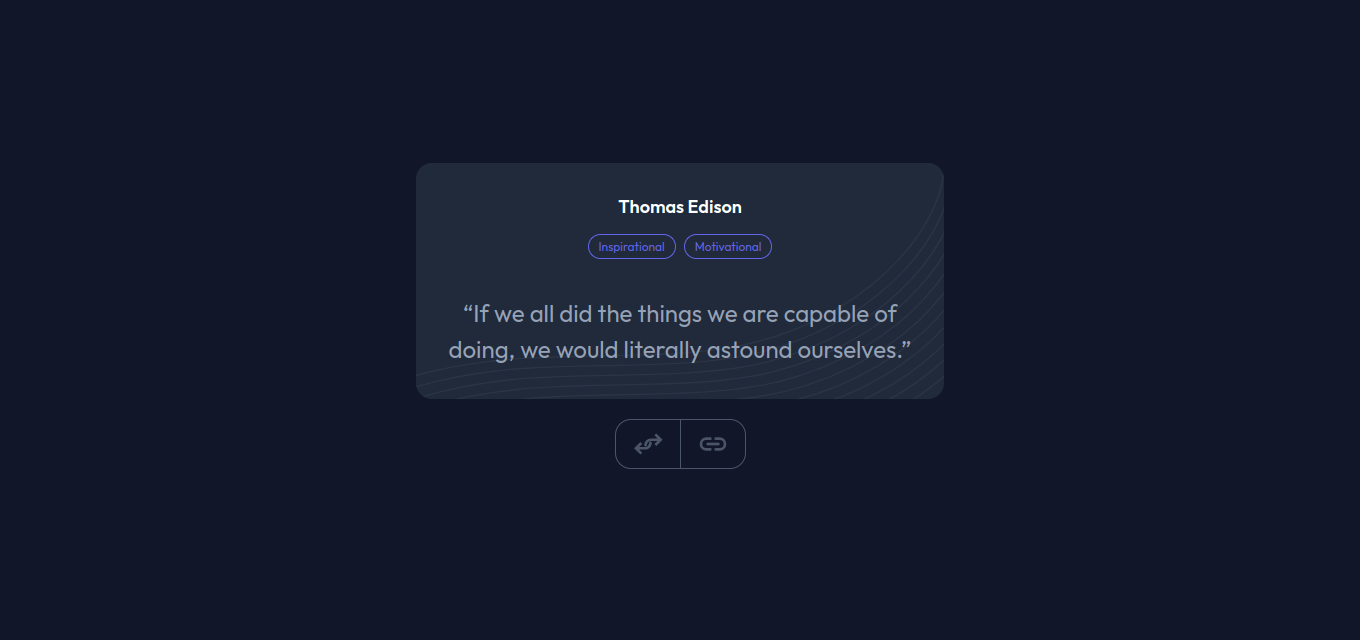 Thomas Edison
Inspirational Motivational
“If we all did the things we are capable of
doing, we would literally astound ourselves.”